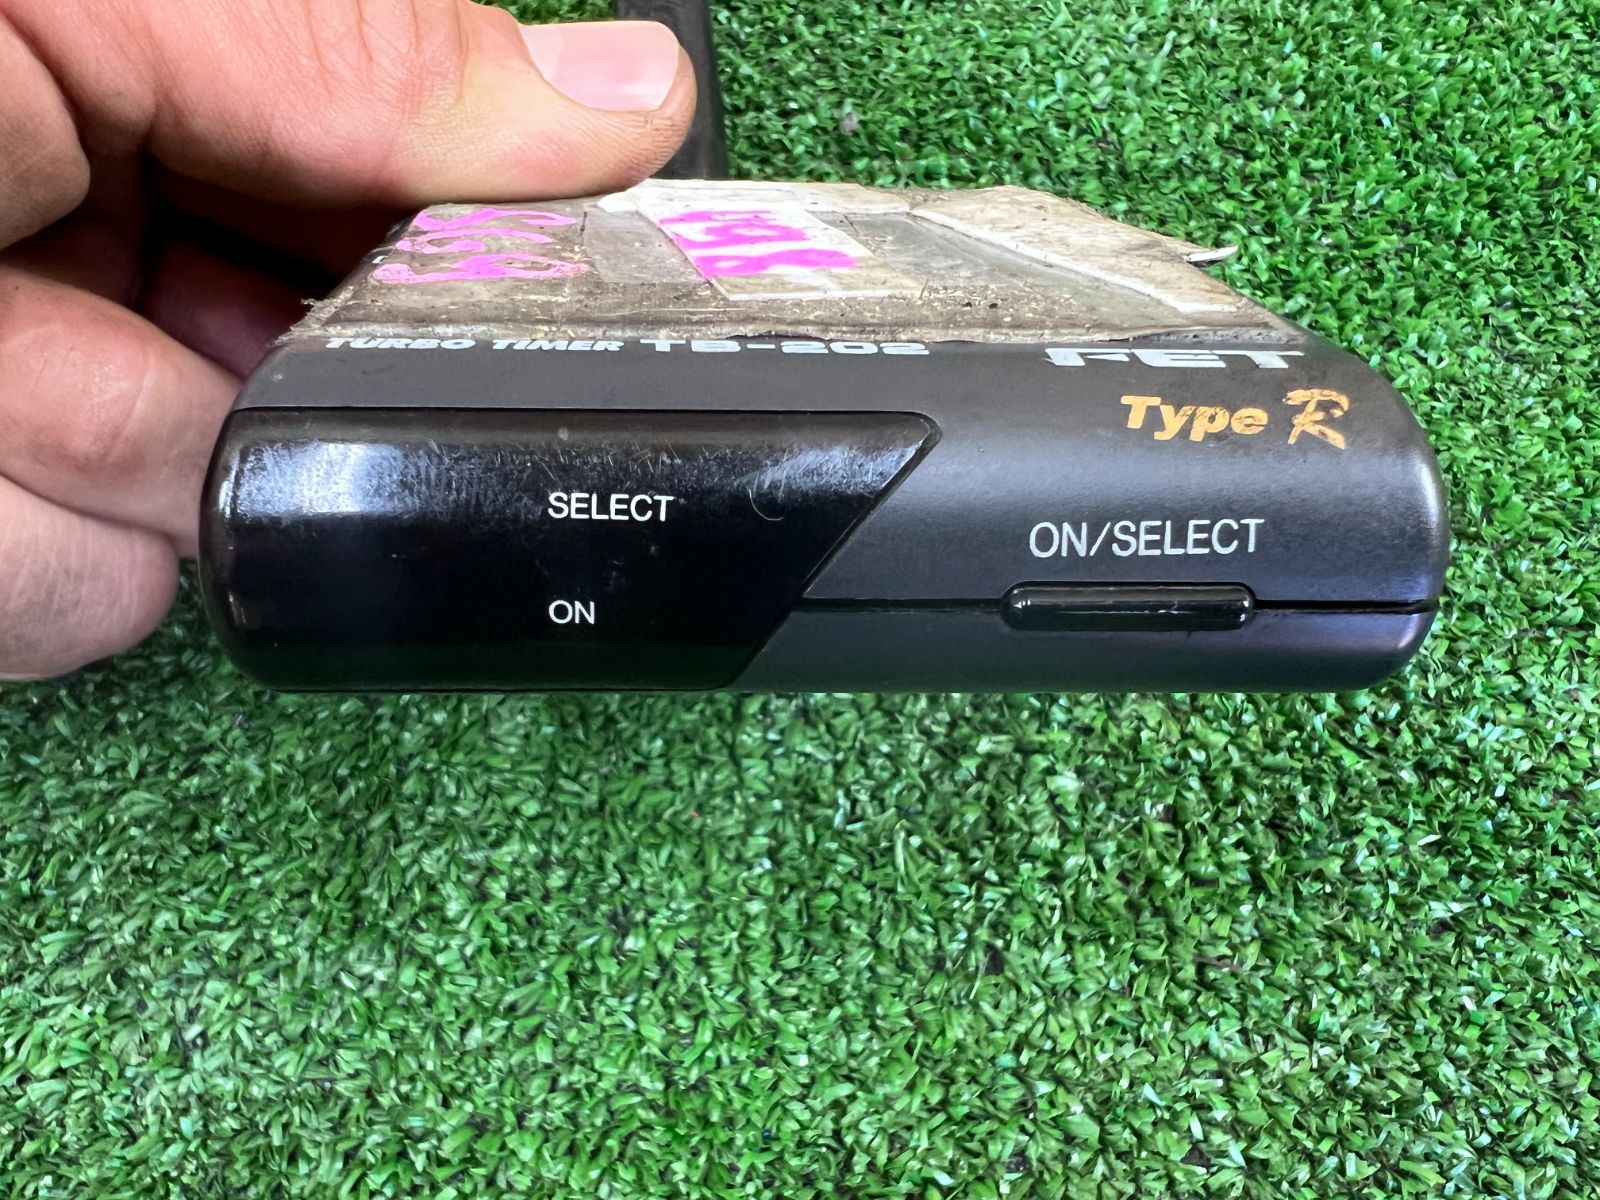 TURBO TIMER TB-202 FET
Type R
SELECT
ON/SELECT
ON